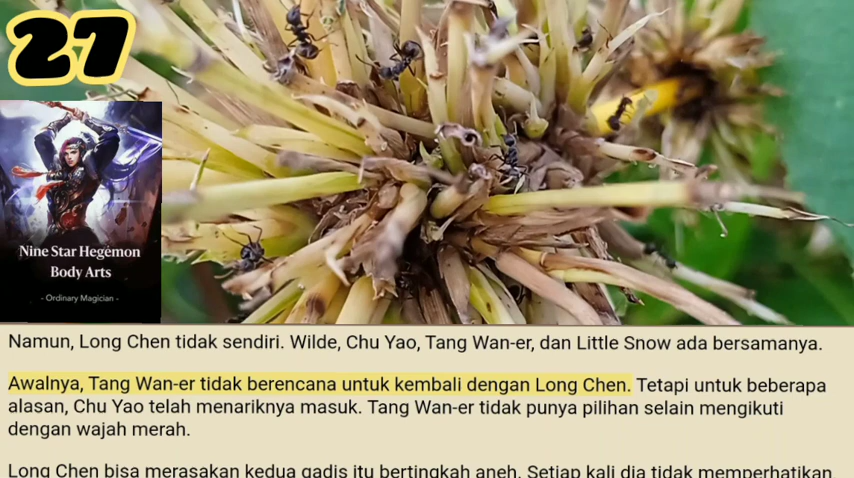 27
Nine Star Hegemon
Body Arts
- Ordinary Magician -
Namun, Long Chen tidak sendiri. Wilde, Chu Yao, Tang Wan-er, dan Little Snow ada bersamanya.
Awalnya, Tang Wan-er tidak berencana untuk kembali dengan Long Chen. Tetapi untuk beberapa
alasan, Chu Yao telah menariknya masuk. Tang Wan-er tidak punya pilihan selain mengikuti
dengan wajah merah.
Long Chen bisa merasakan kedua gadis itu bertingkah aneh. Setiap kali dia tidak memperhatikan